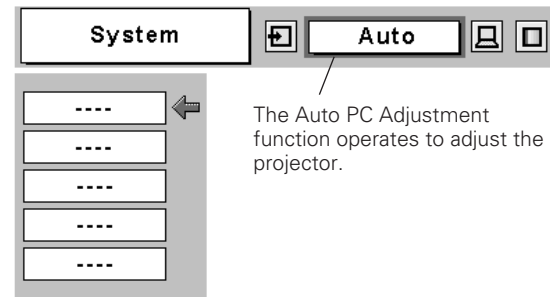 System Auto
----
----
----
----
----
The Auto PC Adjustment
function operates to adjust the
projector.